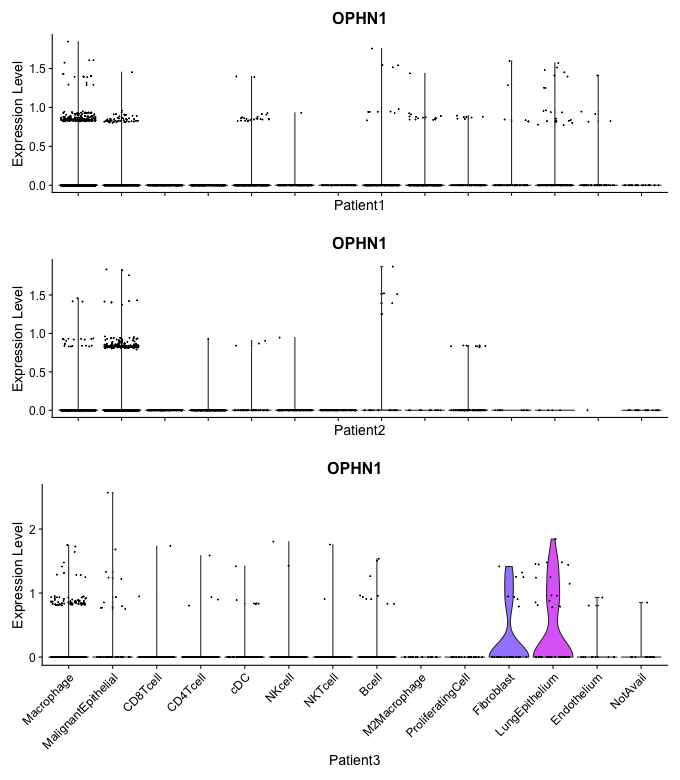 OPHN1
Expression Level
1.5
1.0
0.5
0.0
Patient1
OPHN1
Expression Level
1.5
1.0
0.5
0.0
Patient2
OPHN1
Expression Level
2
1
0
Macrophage
MalignantEpithelial
CD8Tcell
CD4Tcell
cDC
NKcell
NKTcell
Bcell
M2Macrophage
ProliferatingCell
Fibroblast
LungEpithelium
Endothelium
NotAvail
Patient3